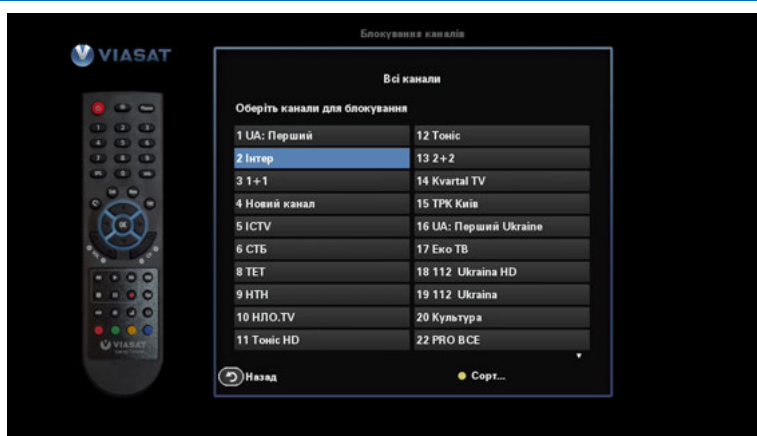 Блокування каналів
VIASAT
Всі канали
Оберіть канали для блокування
1 UA: Перший
2 Інтер
3 1+1
4 Новий канал
5 ICTV
6 СТБ
8 ТЕТ
9 НТН
10 НЛО.TV
11 Тоніс HD
12 Тоніс
13 2+2
14 Kvartal TV
15 ТРК Київ
16 UA: Перший Ukraine
17 Еко ТВ
18 112 Ukraina HD
19 112 Ukraina
20 Культура
22 PRO ВСЕ
Назад
Сорт...
OK
VIASAT